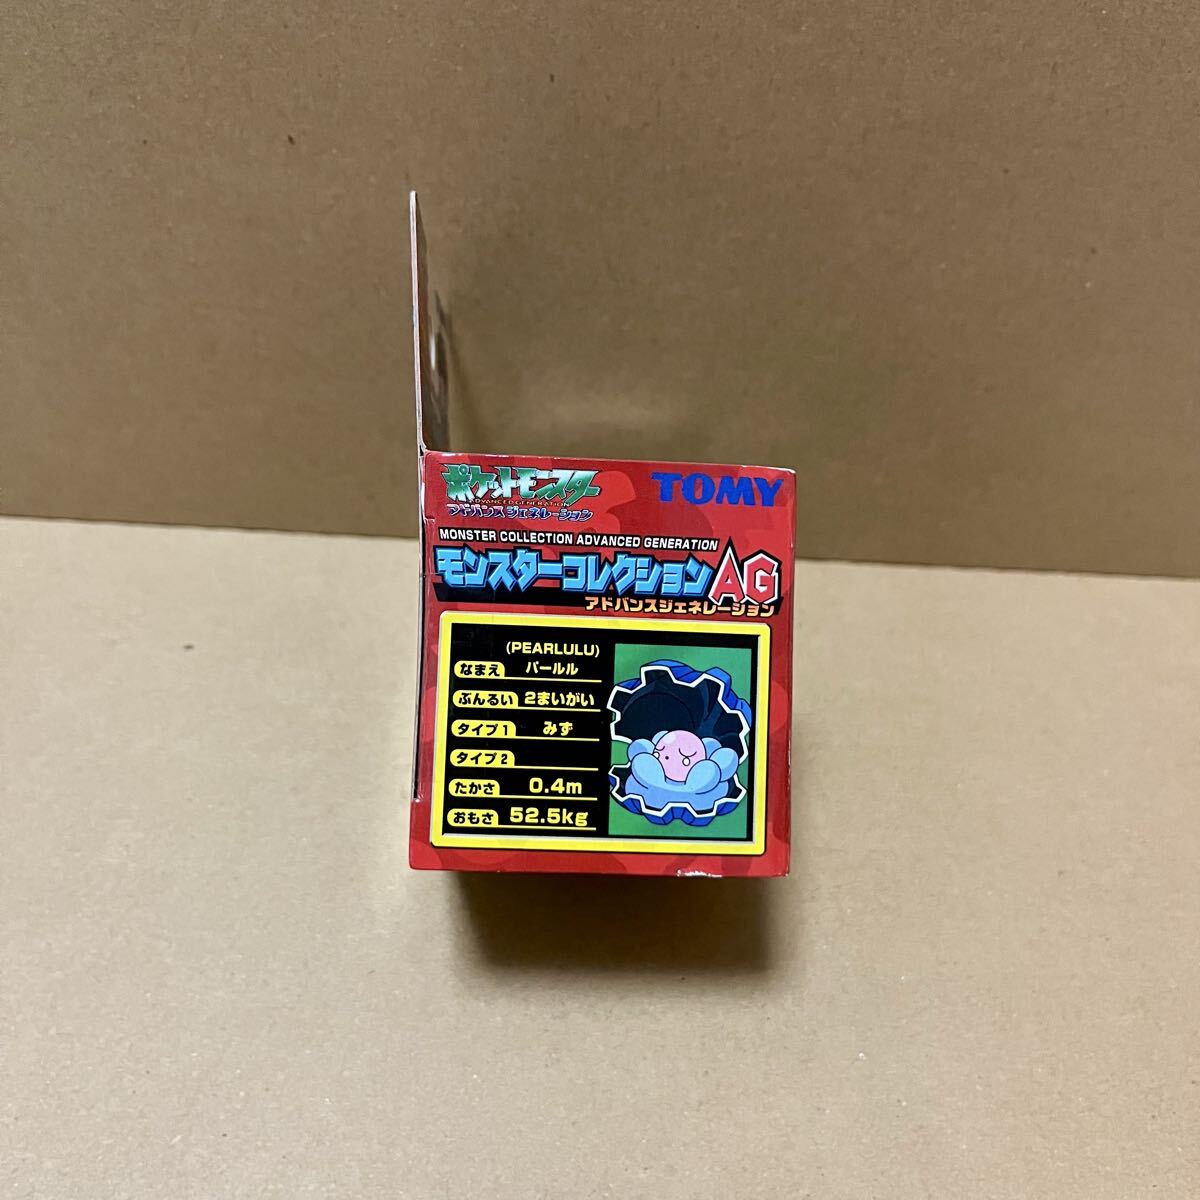 ポケットモンスター
ADVANCED GENERATION
アドバンスジェネレーション
TOMY
MONSTER COLLECTION ADVANCED GENERATION
モンスターコレクションAG
アドバンスジェネレーション
(PEARLULU)
なまえ パールル
ぶんるい 2まいがい
タイプ1 みず
タイプ2
たかさ 0.4m
おもさ 52.5kg